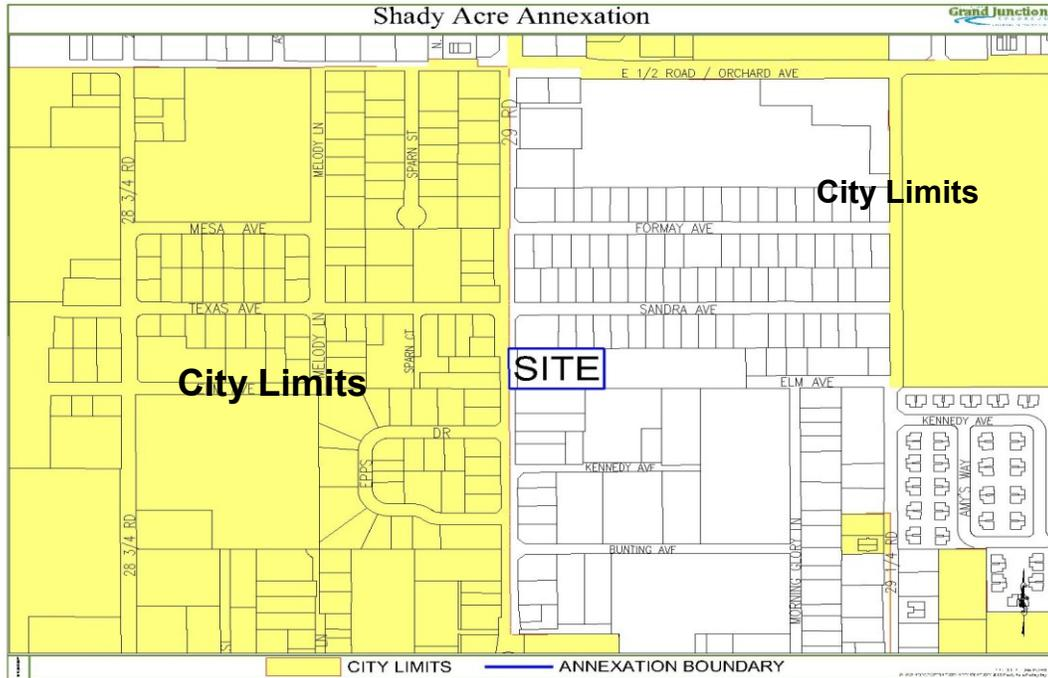 Shady Acre Annexation
Grand Junction
COLORADO
E 1/2 ROAD / ORCHARD AVE
29 RD
MELODY LN
SPARN ST
28 3/4 RD
City Limits
MESA AVE
FORMAY AVE
TEXAS AVE
SANDRA AVE
MELODY LN
SPARN CT
SITE
City Limits
ELM AVE
KENNEDY AVE
DR
EPPS
KENNEDY AVE
AMY'S WAY
28 3/4 RD
BUNTING AVE
MORNING GLORY LN
29 1/4 RD
CITY LIMITS
ANNEXATION BOUNDARY